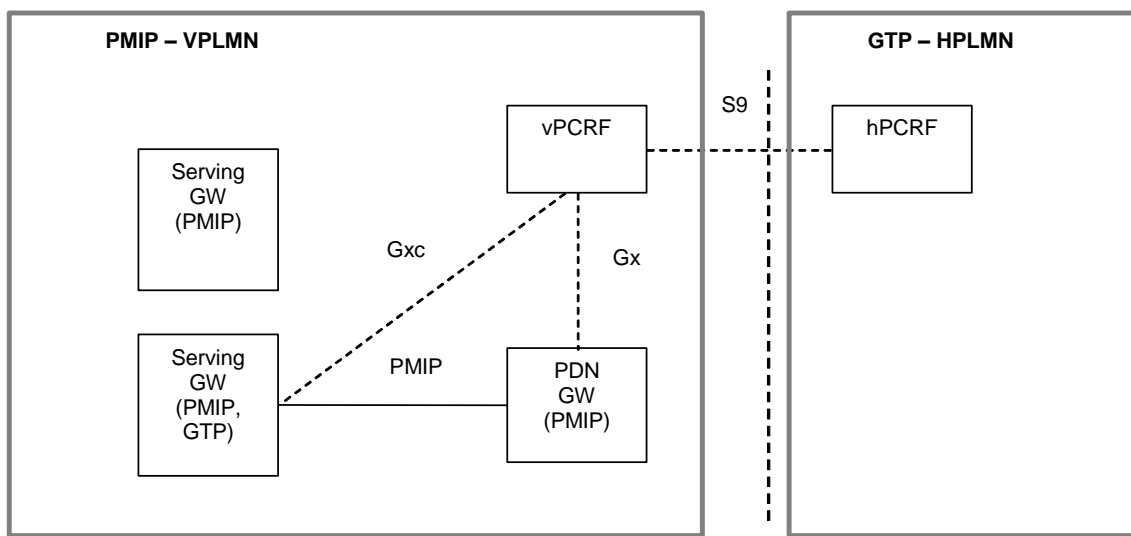 PMIP – VPLMN
GTP – HPLMN
S9
vPCRF
hPCRF
Serving
GW
(PMIP)
Gxc
Gx
Serving
GW
(PMIP,
GTP)
PMIP
PDN
GW
(PMIP)